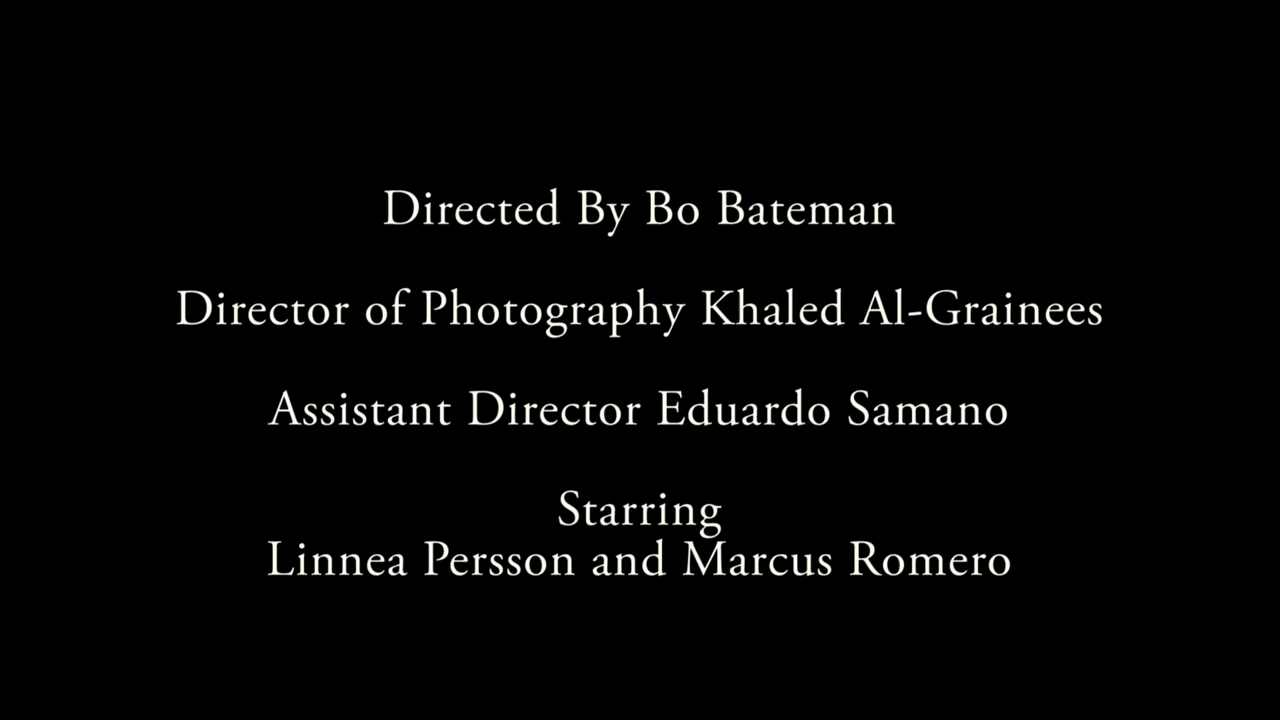 Directed By Bo Bateman
Director of Photography Khaled Al-Grainees
Assistant Director Eduardo Samano
Starring
Linnea Persson and Marcus Romero